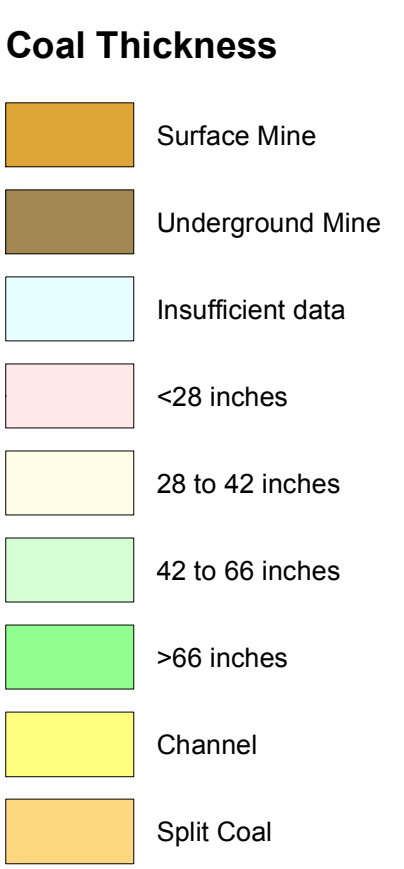 Coal Thickness
Surface Mine
Underground Mine
Insufficient data
<28 inches
28 to 42 inches
42 to 66 inches
>66 inches
Channel
Split Coal